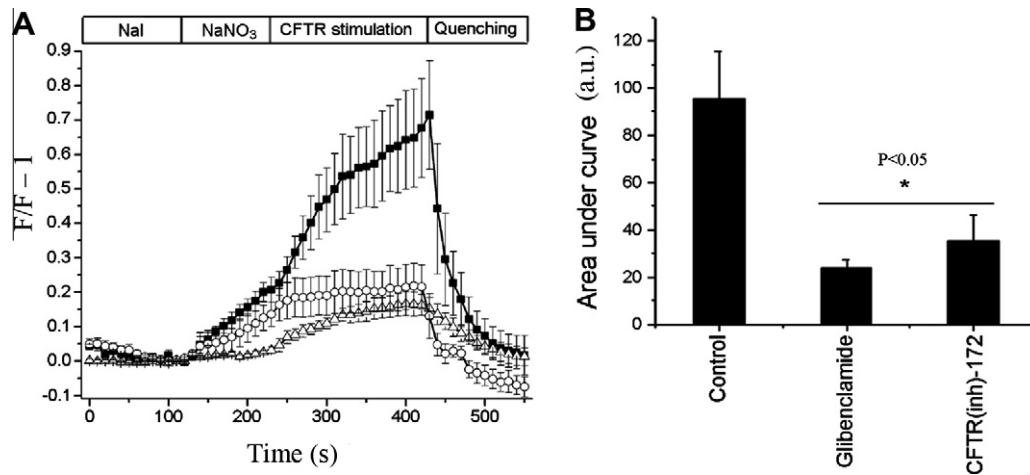 A
NaI NaNO₃ CFTR stimulation Quenching
0.9
0.8
0.7
0.6
0.5
0.4
0.3
0.2
0.1
0.0
-0.1
F/F – 1
0 100 200 300 400 500
Time (s)
B
120
100
80
60
40
20
0
Area under curve (a.u.)
P<0.05
*
Control
Glibenclamide
CFTR(inh)-172